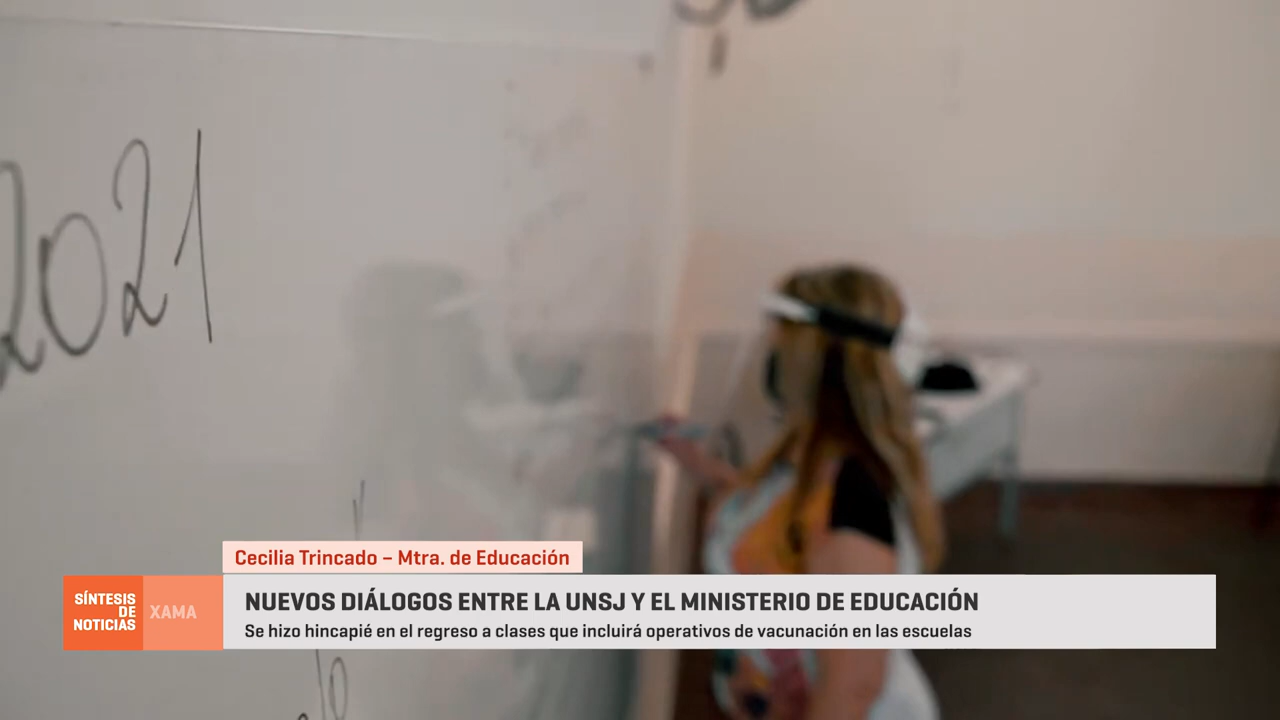 2021
Cecilia Trincado – Mtra. de Educación
SÍNTESIS
DE
NOTICIAS
XAMA
NUEVOS DIÁLOGOS ENTRE LA UNSJ Y EL MINISTERIO DE EDUCACIÓN
Se hizo hincapié en el regreso a clases que incluirá operativos de vacunación en las escuelas